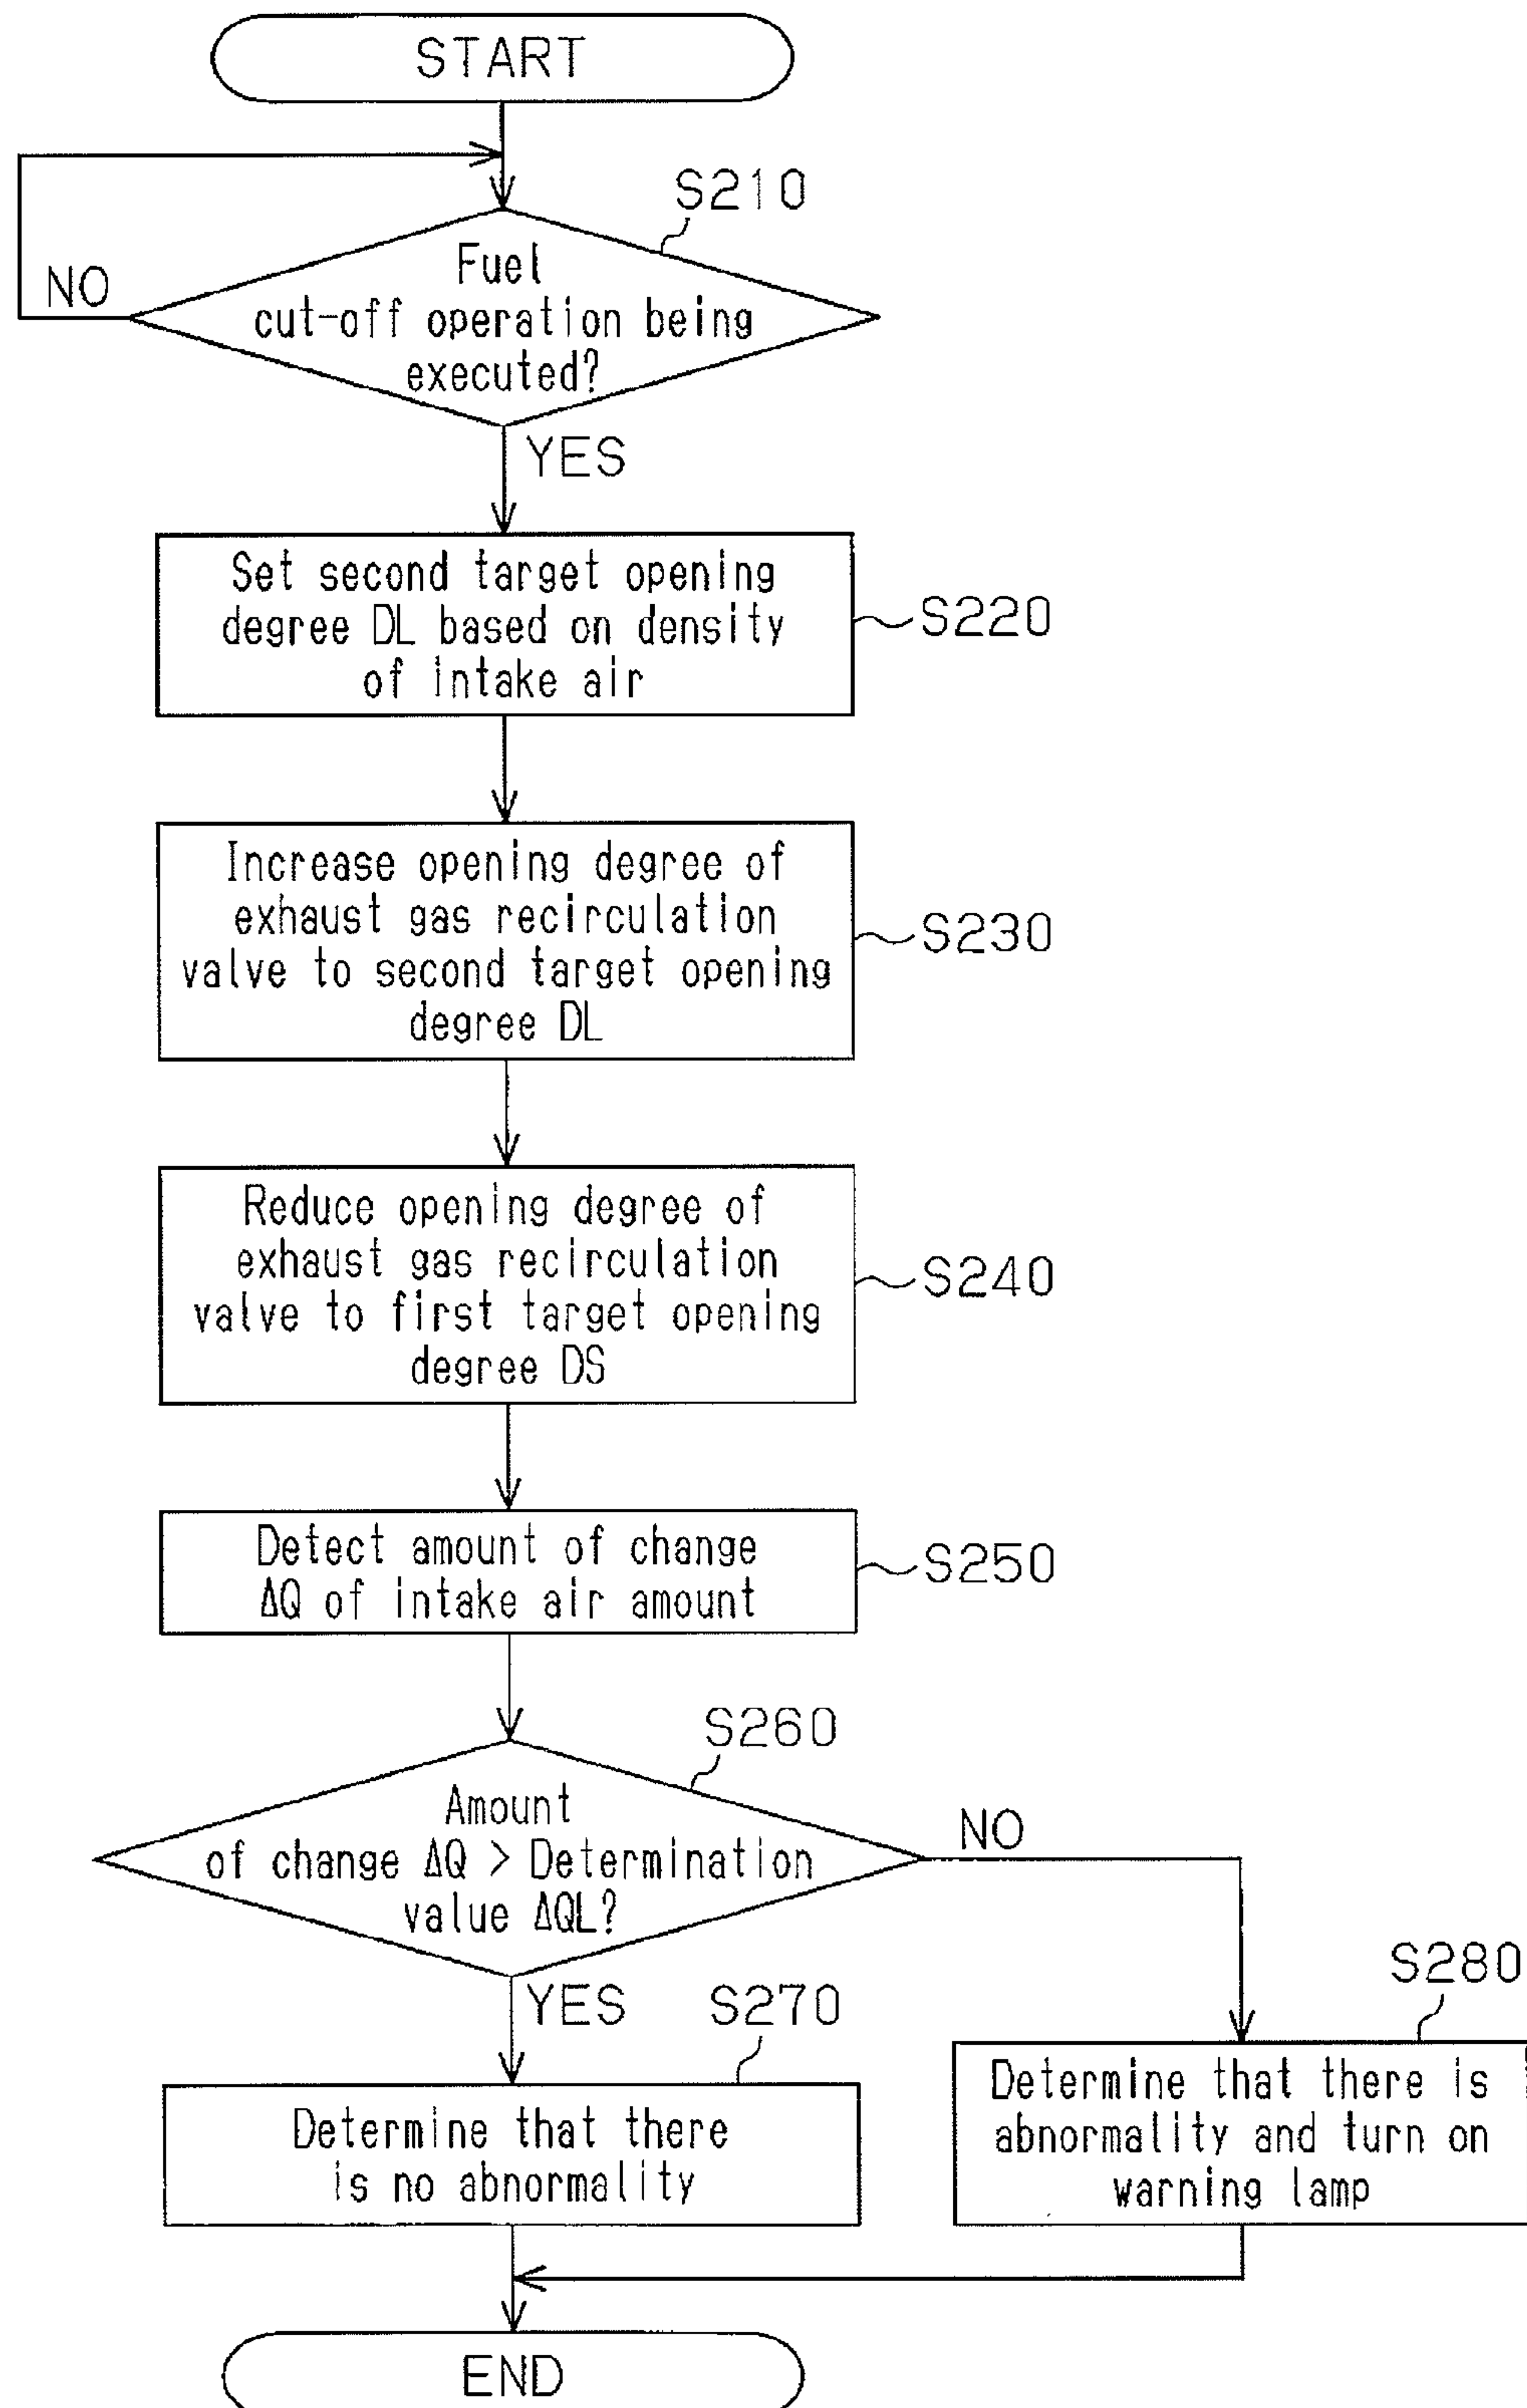 START
S210
NO
Fuel
cut-off operation being
executed?
YES
Set second target opening
degree DL based on density
of intake air
S220
Increase opening degree of
exhaust gas recirculation
valve to second target opening
degree DL
S230
Reduce opening degree of
exhaust gas recirculation
valve to first target opening
degree DS
S240
Detect amount of change
ΔQ of intake air amount
S250
S260
Amount
of change ΔQ > Determination
value ΔQL?
NO
YES
S270
S280
Determine that there
is no abnormality
Determine that there is
abnormality and turn on
warning lamp
END